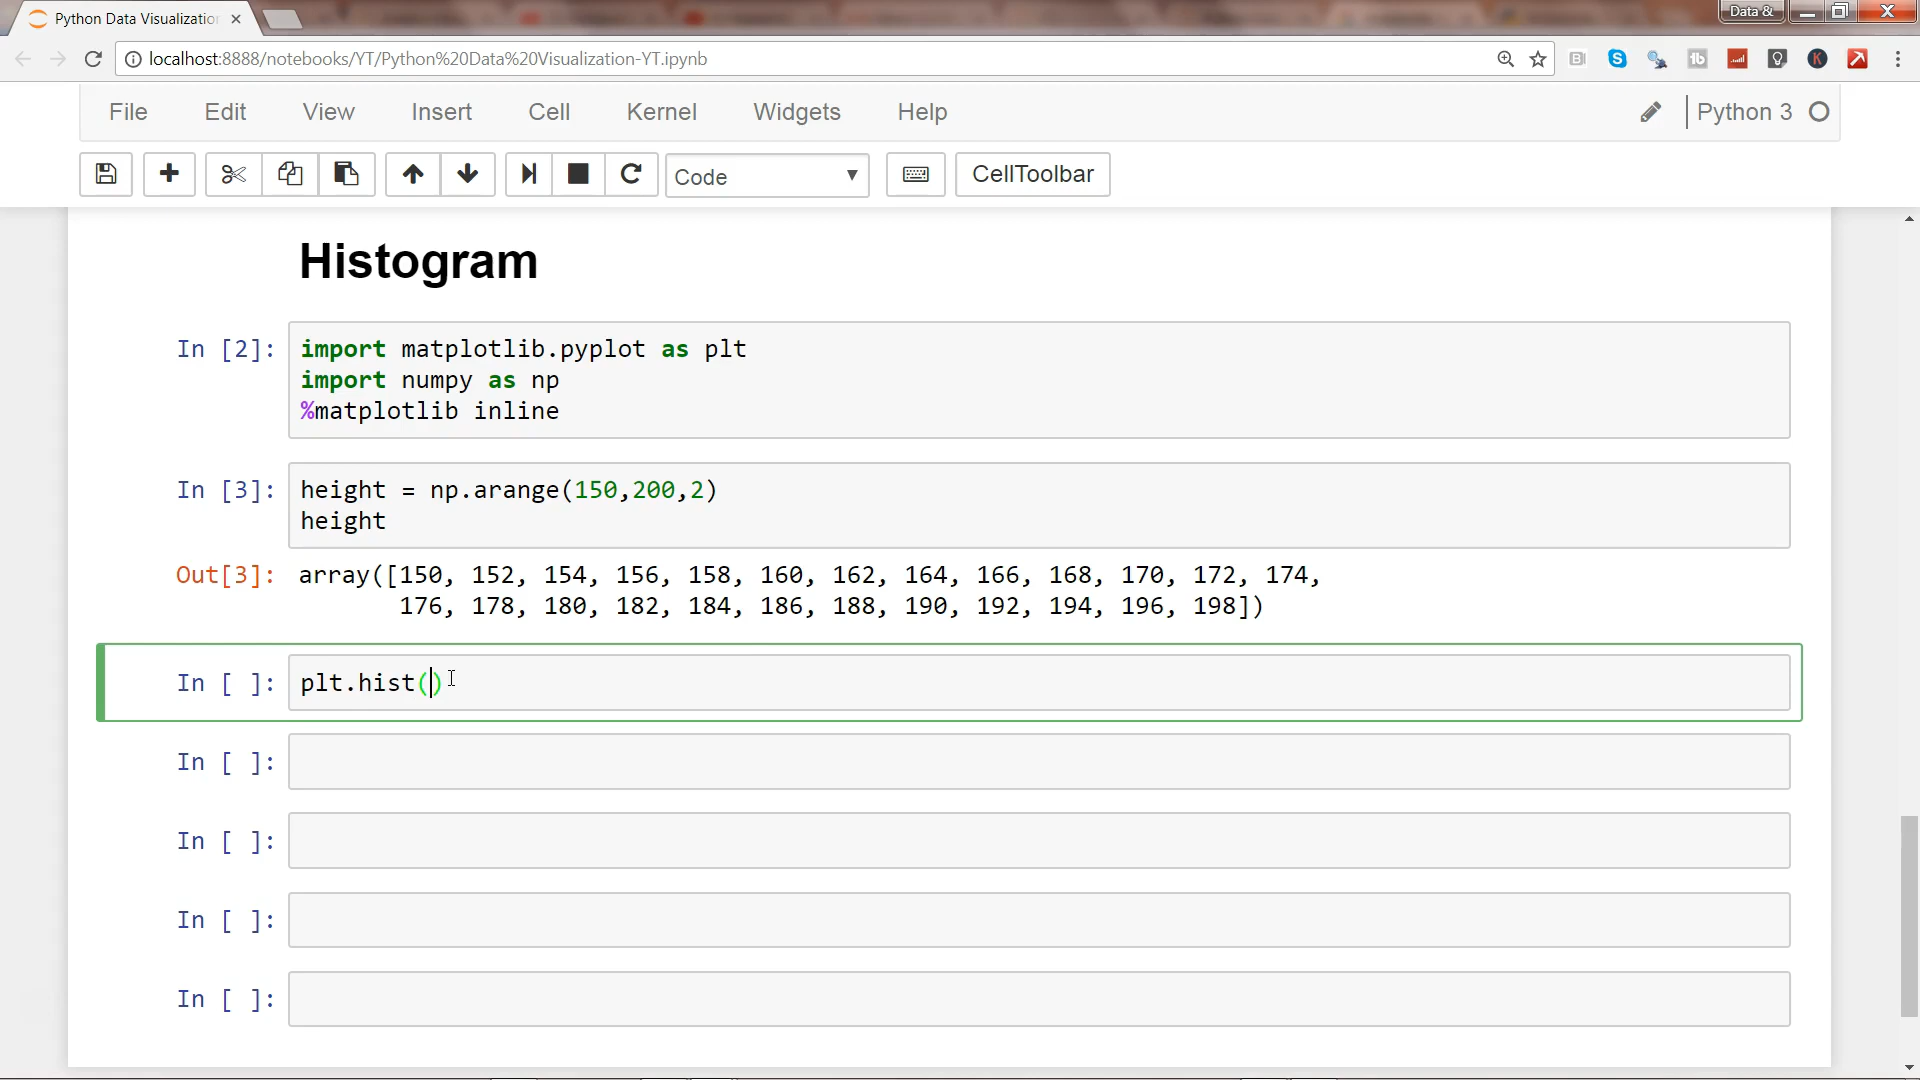 Python Data Visualization
Data &
localhost:8888/notebooks/YT/Python%20Data%20Visualization-YT.ipynb
File Edit View Insert Cell Kernel Widgets Help Python 3
Code CellToolbar
Histogram
In [2]: import matplotlib.pyplot as plt
import numpy as np
%matplotlib inline
In [3]: height = np.arange(150,200,2)
height
Out[3]: array([150, 152, 154, 156, 158, 160, 162, 164, 166, 168, 170, 172, 174,
176, 178, 180, 182, 184, 186, 188, 190, 192, 194, 196, 198])
In [ ]: plt.hist()
In [ ]:
In [ ]:
In [ ]:
In [ ]: